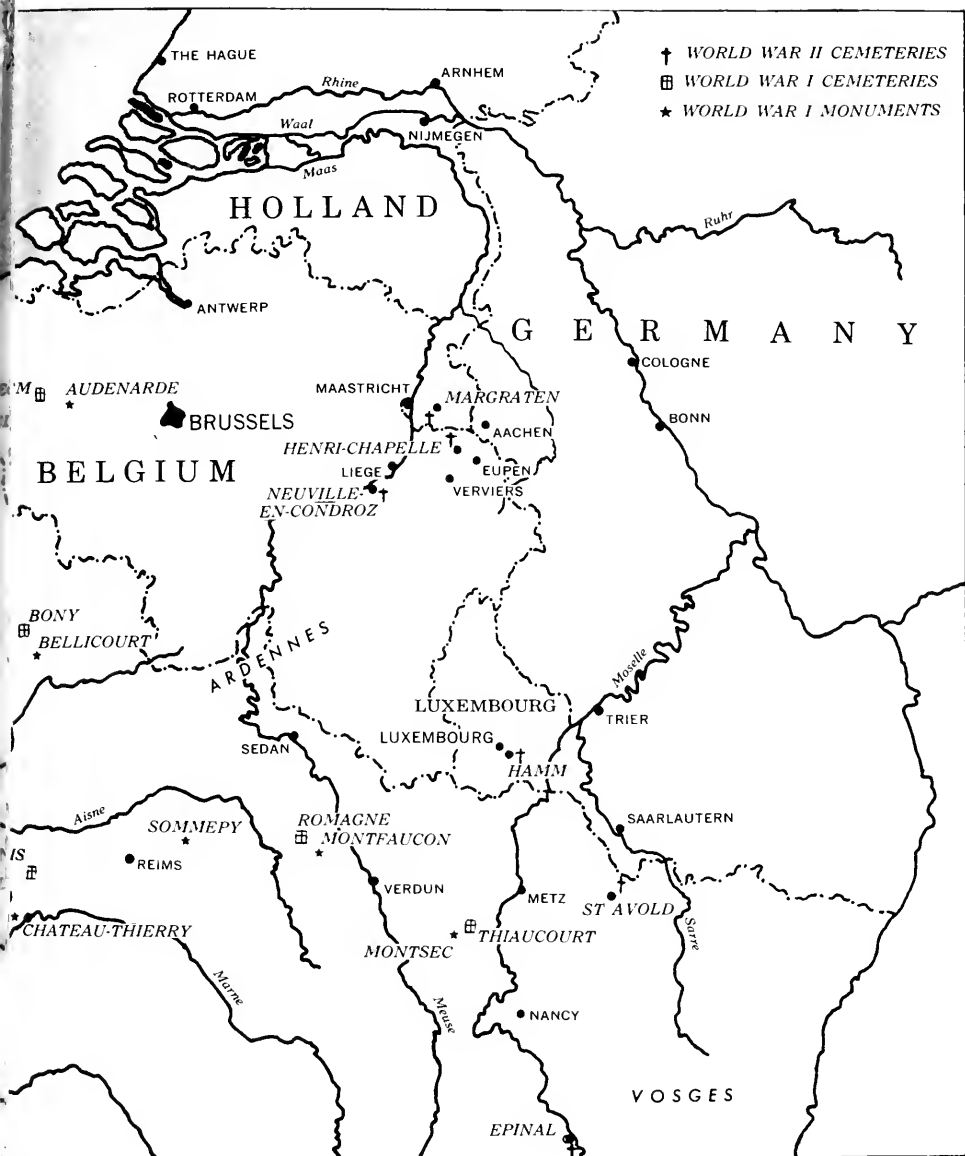 THE HAGUE
† WORLD WAR II CEMETERIES
WORLD WAR I CEMETERIES
★ WORLD WAR I MONUMENTS
ARNHEM
Rhine
ROTTERDAM
Waal
NIJMEGEN
Maas
HOLLAND
Ruhr
ANTWERP
GERMANY
COLOGNE
MAASTRICHT
MARGRATEN
AUDENARDE
BRUSSELS
BONN
AACHEN
HENRI-CHAPELLE
LIEGE
EUPEN
BELGIUM
VERVIERS
NEUVILLE-
EN-CONDROZ
BONY
BELLICOURT
ARDENNES
Moselle
LUXEMBOURG
TRIER
LUXEMBOURG
SEDAN
HAMM
Aisne
SOMMEPY
ROMAGNE
MONTFAUCON
SAARLAUTERN
REIMS
VERDUN
METZ
ST AVOLD
CHATEAU-THIERRY
THIAUCOURT
MONTSEC
Sarre
Marne
Meuse
NANCY
VOSGES
EPINAL